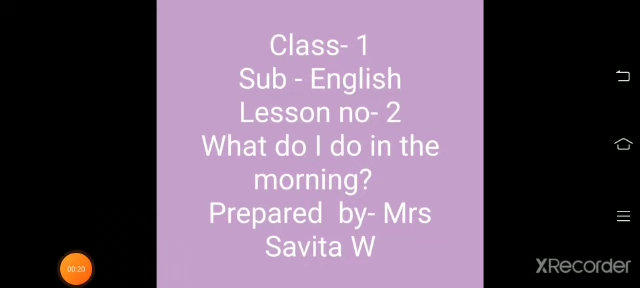 Class- 1
Sub - English
Lesson no- 2
What do I do in the
morning?
Prepared by- Mrs
Savita W
00:20
XRecorder